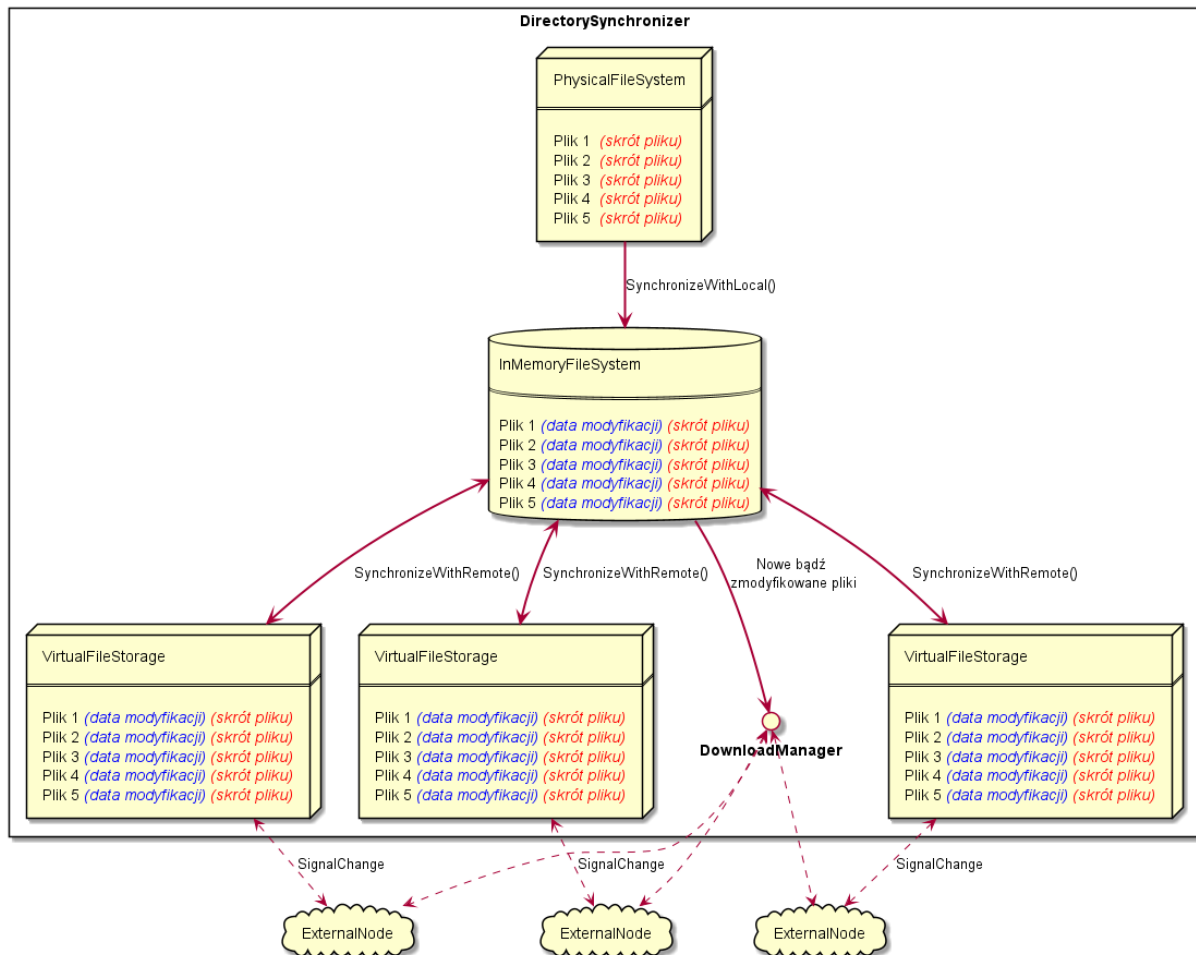 DirectorySynchronizer
PhysicalFileSystem
Plik 1 (skrót pliku)
Plik 2 (skrót pliku)
Plik 3 (skrót pliku)
Plik 4 (skrót pliku)
Plik 5 (skrót pliku)
SynchronizeWithLocal()
InMemoryFileSystem
Plik 1 (data modyfikacji) (skrót pliku)
Plik 2 (data modyfikacji) (skrót pliku)
Plik 3 (data modyfikacji) (skrót pliku)
Plik 4 (data modyfikacji) (skrót pliku)
Plik 5 (data modyfikacji) (skrót pliku)
SynchronizeWithRemote()
SynchronizeWithRemote()
Nowe bądź
zmodyfikowane pliki
SynchronizeWithRemote()
VirtualFileStorage
Plik 1 (data modyfikacji) (skrót pliku)
Plik 2 (data modyfikacji) (skrót pliku)
Plik 3 (data modyfikacji) (skrót pliku)
Plik 4 (data modyfikacji) (skrót pliku)
Plik 5 (data modyfikacji) (skrót pliku)
VirtualFileStorage
Plik 1 (data modyfikacji) (skrót pliku)
Plik 2 (data modyfikacji) (skrót pliku)
Plik 3 (data modyfikacji) (skrót pliku)
Plik 4 (data modyfikacji) (skrót pliku)
Plik 5 (data modyfikacji) (skrót pliku)
DownloadManager
VirtualFileStorage
Plik 1 (data modyfikacji) (skrót pliku)
Plik 2 (data modyfikacji) (skrót pliku)
Plik 3 (data modyfikacji) (skrót pliku)
Plik 4 (data modyfikacji) (skrót pliku)
Plik 5 (data modyfikacji) (skrót pliku)
SignalChange
SignalChange
SignalChange
ExternalNode
ExternalNode
ExternalNode